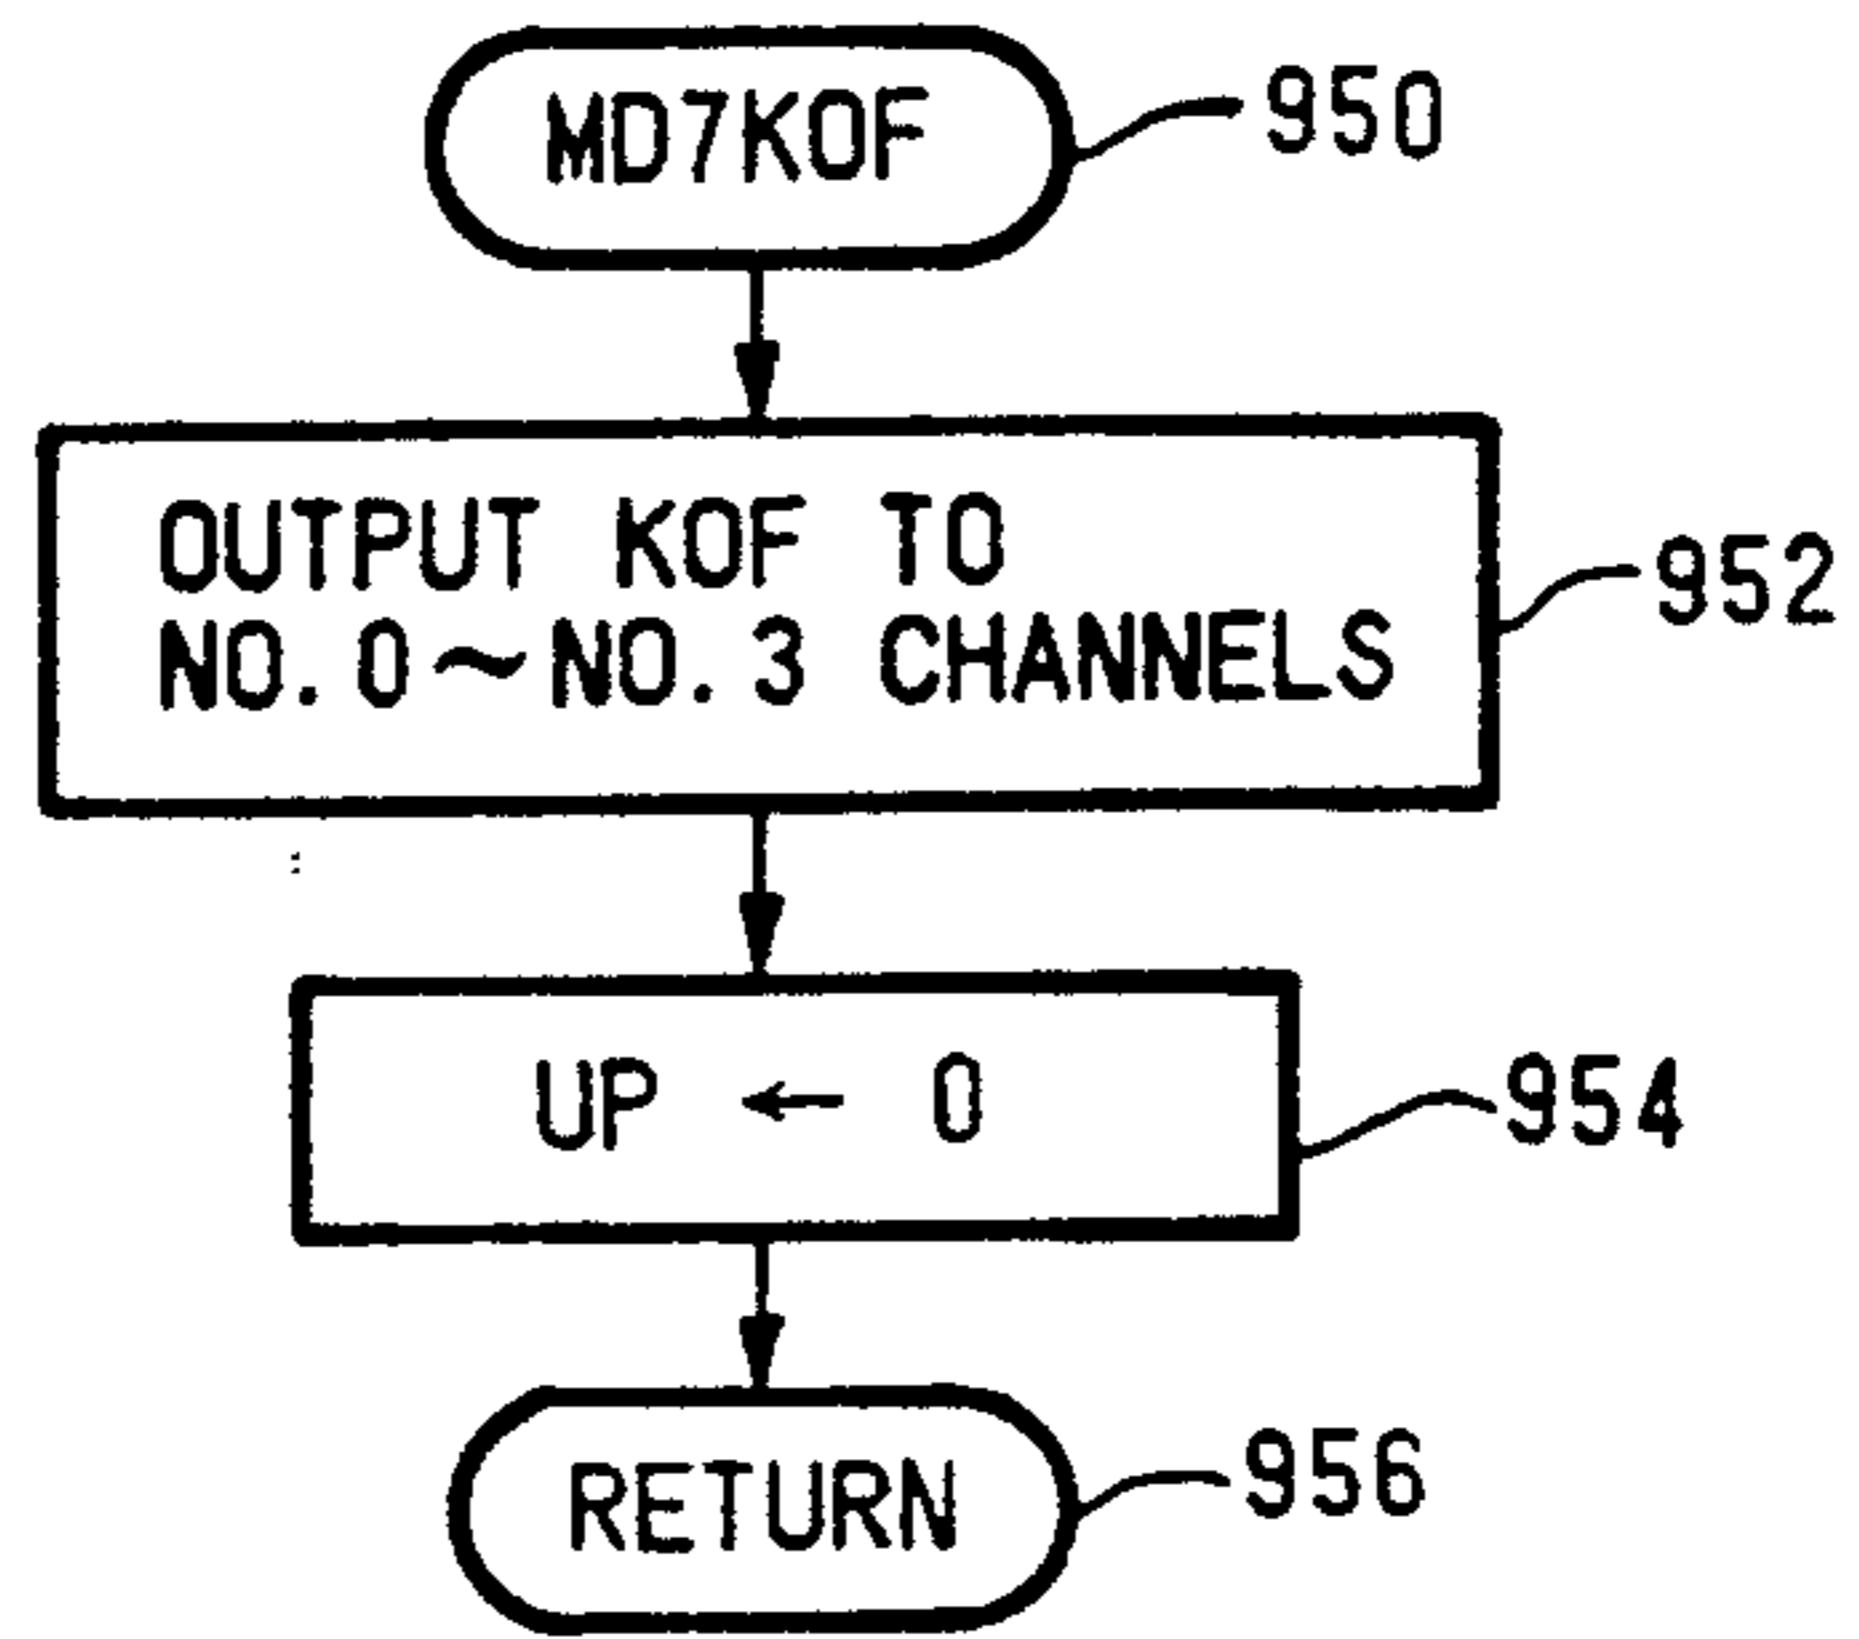 MD7KOF
950
OUTPUT KOF TO
NO.0~NO.3 CHANNELS
952
UP ← 0
954
RETURN
956